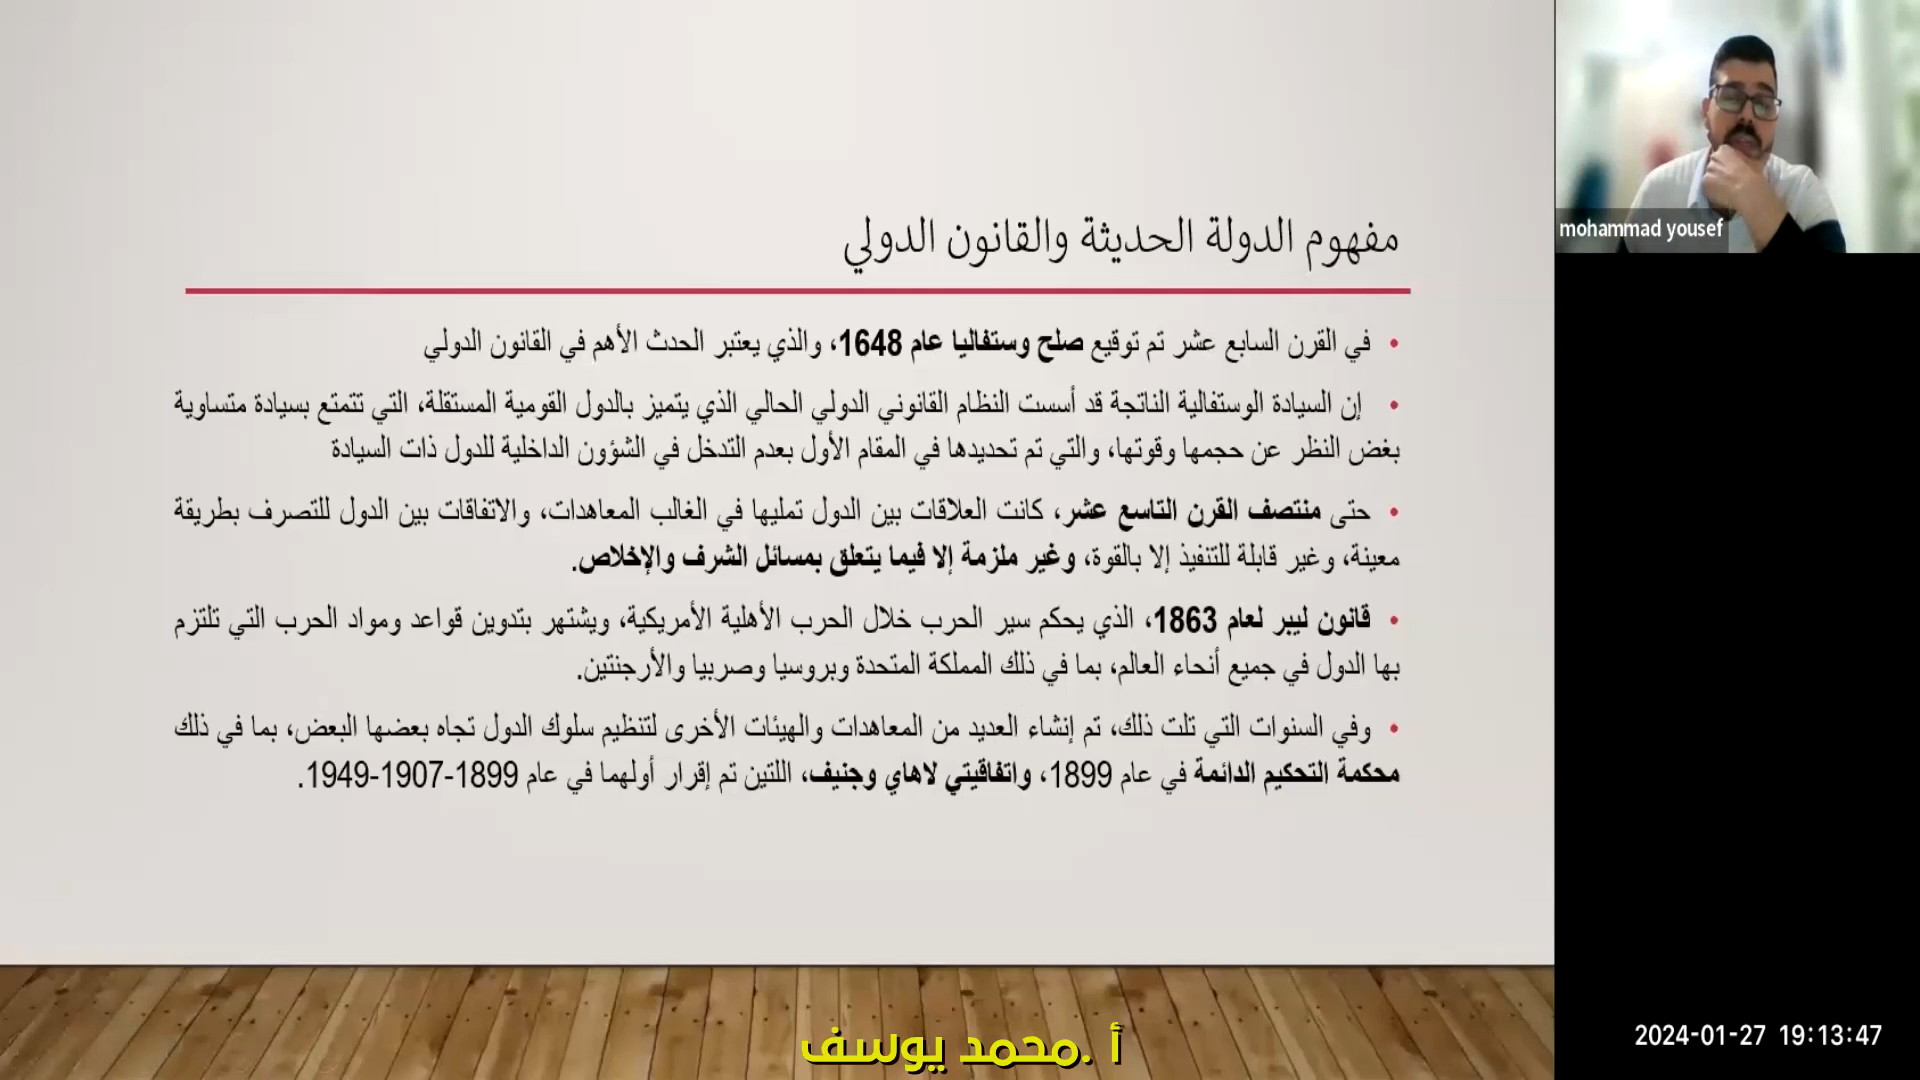 مفهوم الدولة الحديثة والقانون الدولي
• في القرن السابع عشر تم توقيع صلح وستفاليا عام 1648، والذي يعتبر الحدث الأهم في القانون الدولي
• إن السيادة الوستفالية الناتجة قد أسست النظام القانوني الدولي الحالي الذي يتميز بالدول القومية المستقلة، التي تتمتع بسيادة متساوية
بغض النظر عن حجمها وقوتها، والتي تم تحديدها في المقام الأول بعدم التدخل في الشؤون الداخلية للدول ذات السيادة
• حتى منتصف القرن التاسع عشر، كانت العلاقات بين الدول تمليها في الغالب المعاهدات، والاتفاقات بين الدول للتصرف بطريقة
معينة، وغير قابلة للتنفيذ إلا بالقوة، وغير ملزمة إلا فيما يتعلق بمسائل الشرف والإخلاص.
• قانون ليبر لعام 1863، الذي يحكم سير الحرب خلال الحرب الأهلية الأمريكية، ويشتهر بتدوين قواعد ومواد الحرب التي تلتزم
بها الدول في جميع أنحاء العالم، بما في ذلك المملكة المتحدة وبروسيا وصربيا والأرجنتين.
• وفي السنوات التي تلت ذلك، تم إنشاء العديد من المعاهدات والهيئات الأخرى لتنظيم سلوك الدول تجاه بعضها البعض، بما في ذلك
محكمة التحكيم الدائمة في عام 1899، واتفاقيتي لاهاي وجنيف، اللتين تم إقرار أولهما في عام 1899-1907-1949.
mohammad yousef
أ .محمد يوسف
2024-01-27 19:13:47